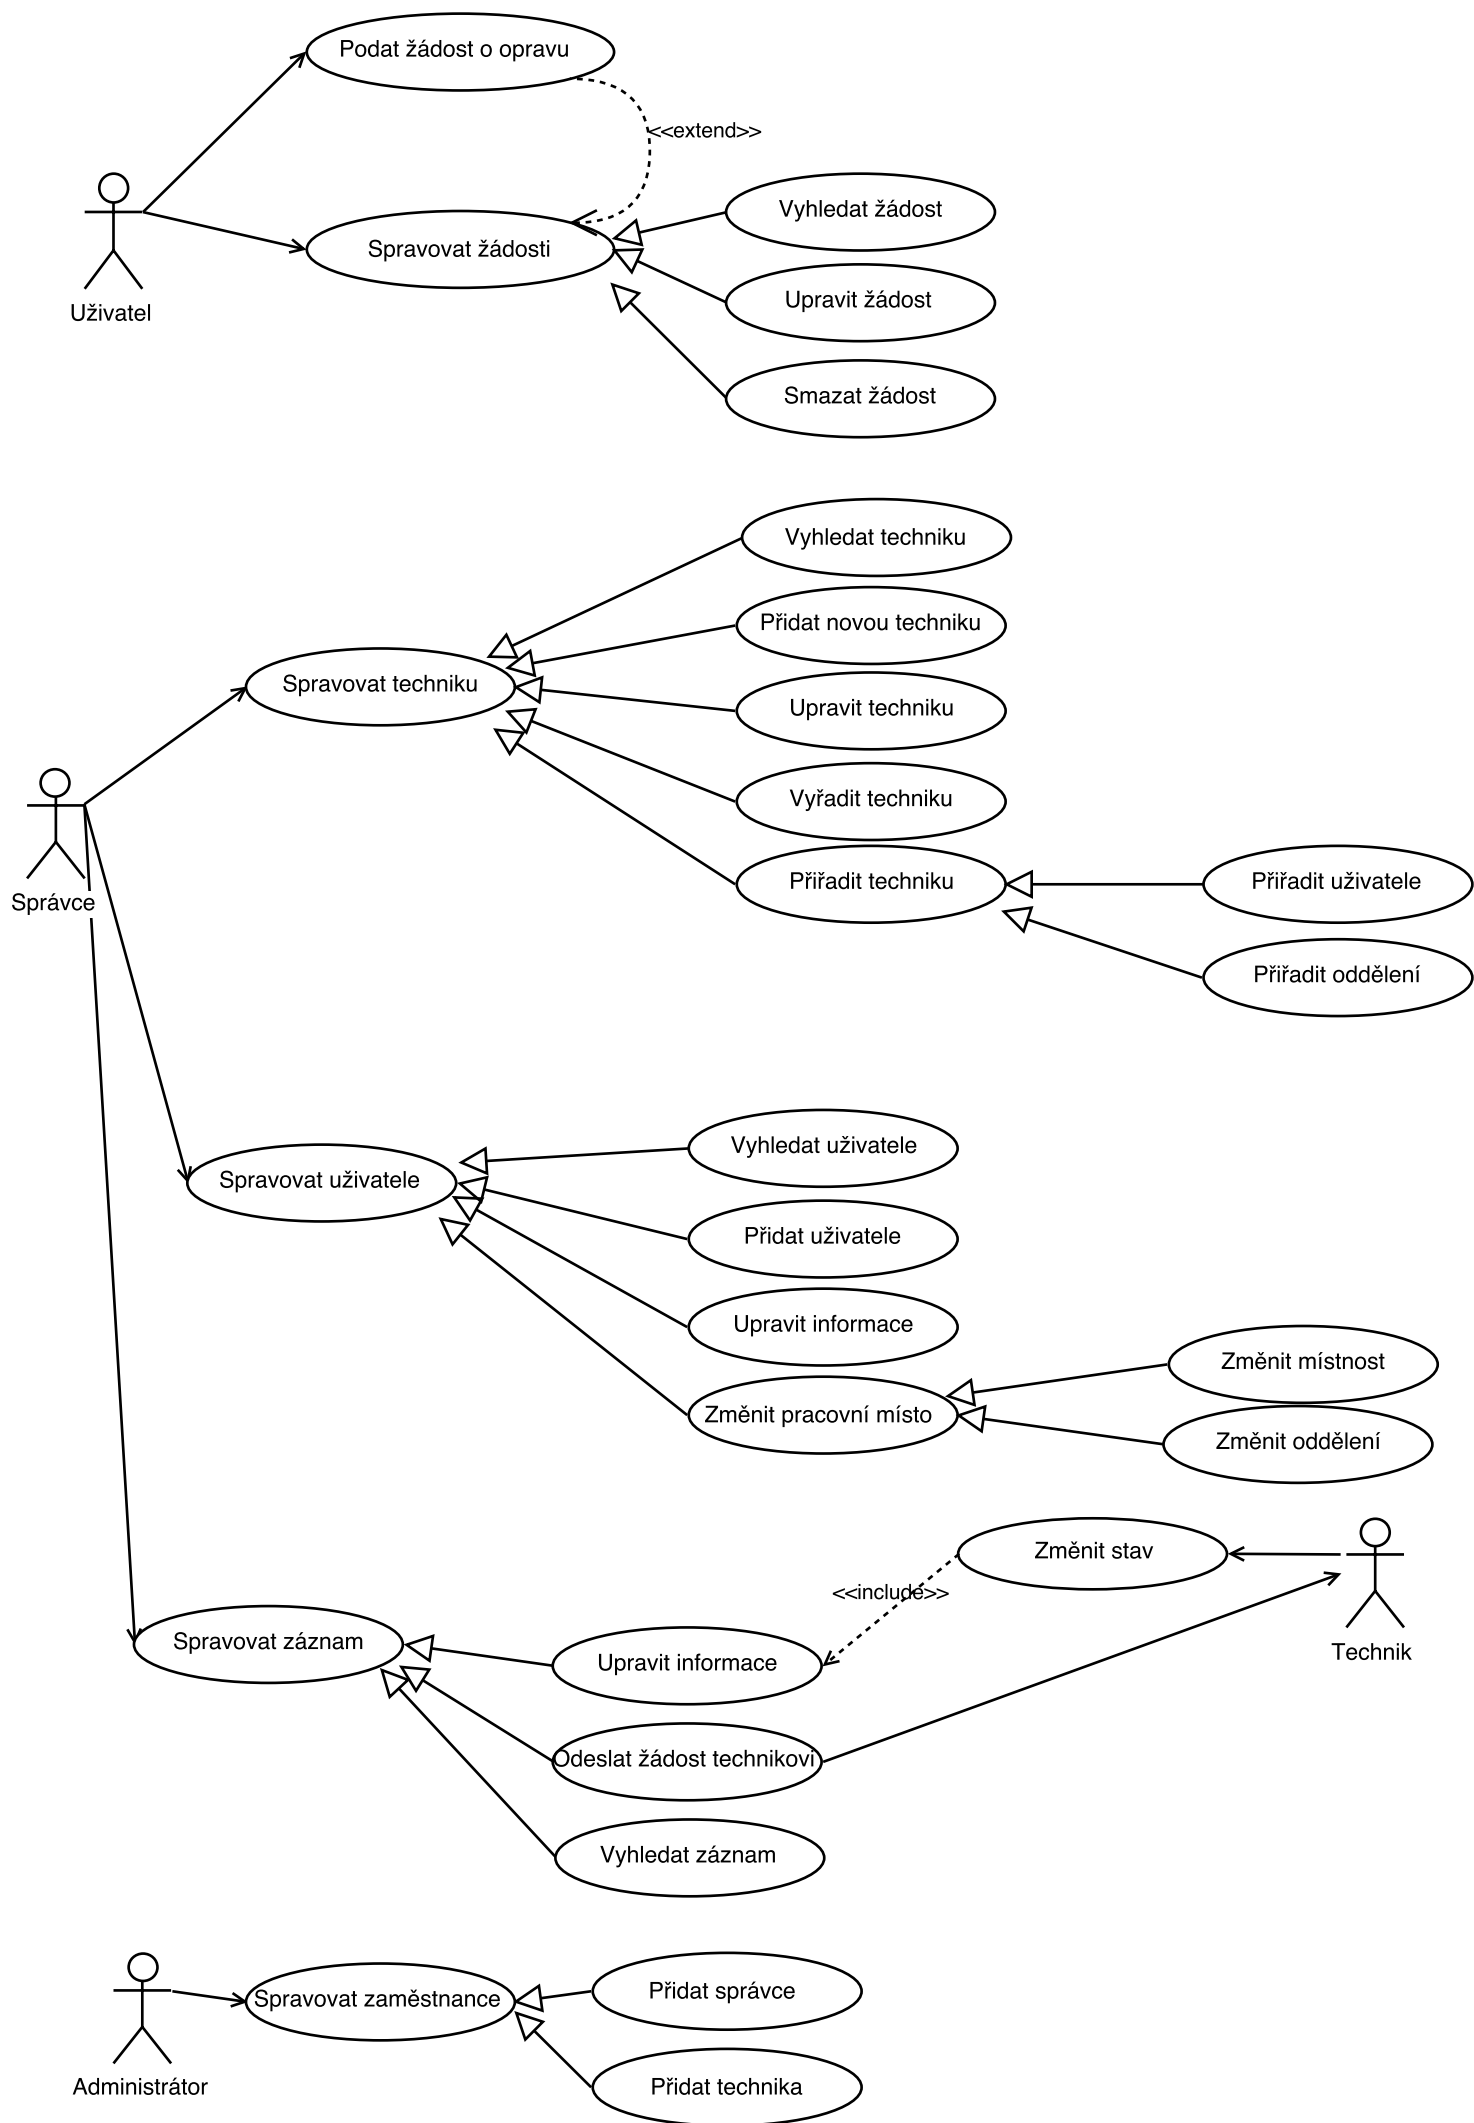 Podat žádost o opravu
<<extend>>
Vyhledat žádost
Spravovat žádosti
Upravit žádost
Uživatel
Smazat žádost
Vyhledat techniku
Přidat novou techniku
Spravovat techniku
Upravit techniku
Vyřadit techniku
Přiřadit techniku
Přiřadit uživatele
Správce
Přiřadit oddělení
Vyhledat uživatele
Spravovat uživatele
Přidat uživatele
Upravit informace
Změnit místnost
Změnit pracovní místo
Změnit oddělení
Změnit stav
<<include>>
Spravovat záznam
Technik
Upravit informace
Odeslat žádost technikovi
Vyhledat záznam
Přidat správce
Spravovat zaměstnance
Administrátor
Přidat technika